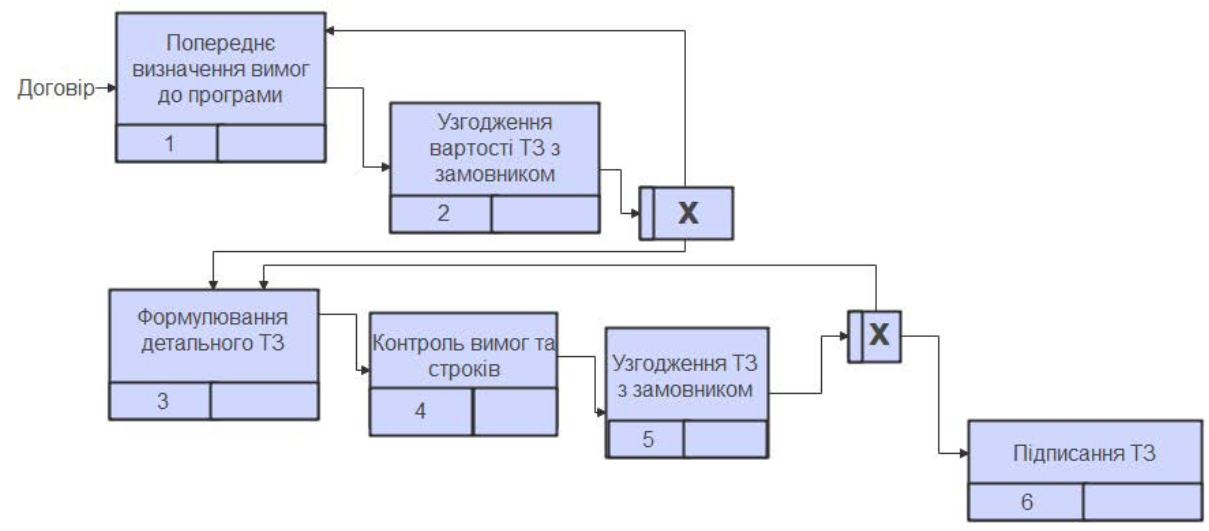 Попереднє
визначення вимог
до програми
Договір
1
Узгодження
вартості ТЗ з
замовником
2
X
Формулювання
детального ТЗ
3
Контроль вимог та
строків
4
Узгодження ТЗ
з замовником
5
X
Підписання ТЗ
6